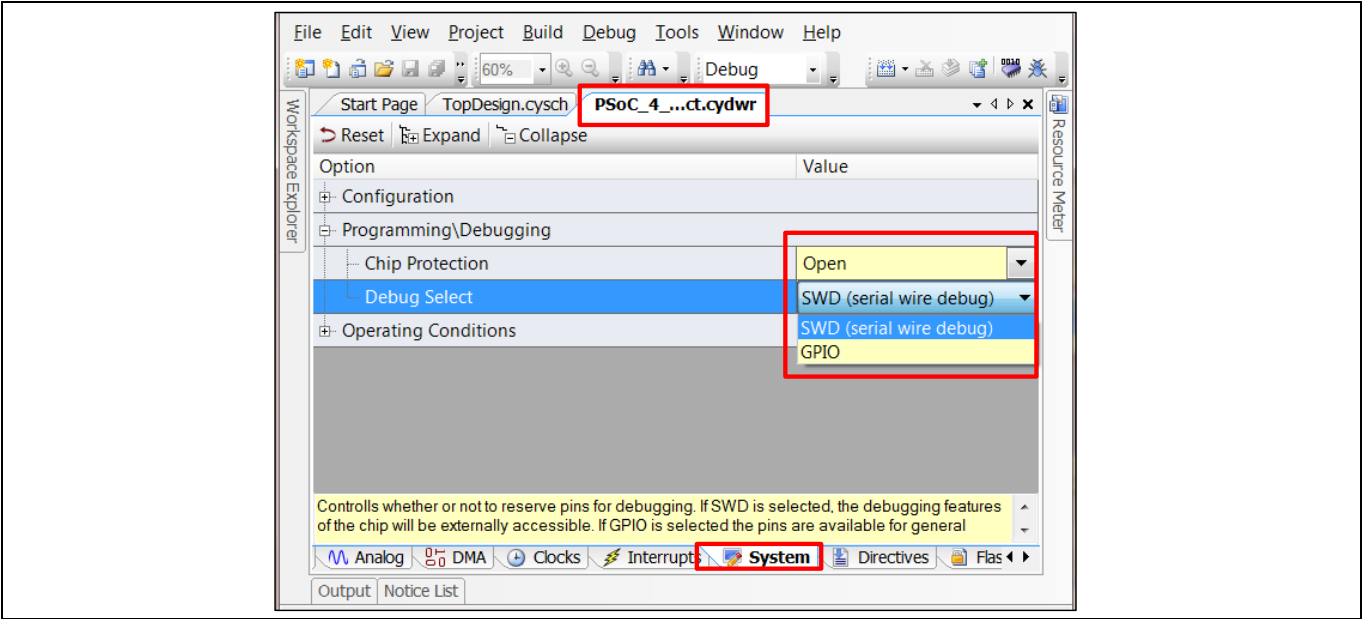 File Edit View Project Build Debug Tools Window Help
60% Debug
Start Page TopDesign.cysch PSoC_4_...ct.cydwr
Reset Expand Collapse
Option Value
Configuration
Programming\Debugging
Chip Protection Open
Debug Select SWD (serial wire debug)
SWD (serial wire debug)
Operating Conditions
GPIO
Controlls whether or not to reserve pins for debugging. If SWD is selected, the debugging features
of the chip will be externally accessible. If GPIO is selected the pins are available for general
Analog DMA Clocks Interrupts System Directives Flas
Output Notice List
Workspace Explorer
Resource Meter